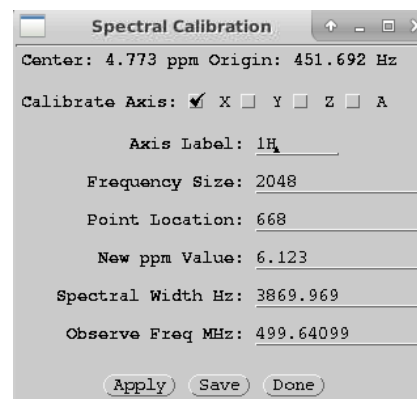 Spectral Calibration
Center: 4.773 ppm Origin: 451.692 Hz
Calibrate Axis: X Y Z A
Axis Label: 1H
Frequency Size: 2048
Point Location: 668
New ppm Value: 6.123
Spectral Width Hz: 3869.969
Observe Freq MHz: 499.64099
Apply Save Done